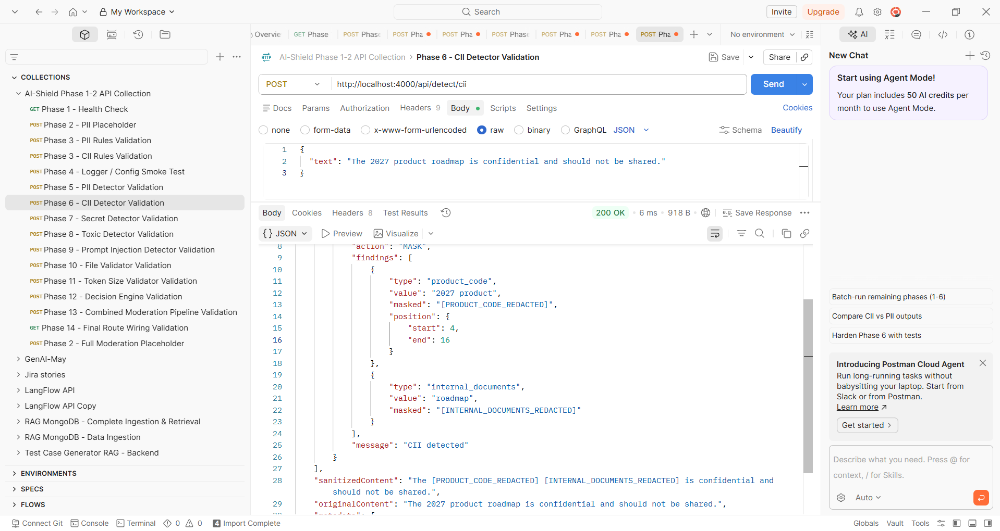 My Workspace
Search
Invite
Upgrade
Overvie
GET Phase
POST Phase
POST Pha
POST Pha
POST Phase
POST Pha
POST Pha
POST Pha
No environment
AI
AI-Shield Phase 1-2 API Collection > Phase 6 - CII Detector Validation
Save
Share
New Chat
Start using Agent Mode!
Your plan includes 50 AI credits per
month to use Agent Mode.
COLLECTIONS
AI-Shield Phase 1-2 API Collection
GET Phase 1 - Health Check
POST Phase 2 - PII Placeholder
POST Phase 3 - PII Rules Validation
POST Phase 3 - CII Rules Validation
POST Phase 4 - Logger / Config Smoke Test
POST Phase 5 - PII Detector Validation
POST Phase 6 - CII Detector Validation
POST Phase 7 - Secret Detector Validation
POST Phase 8 - Toxic Detector Validation
POST Phase 9 - Prompt Injection Detector Validation
POST Phase 10 - File Validator Validation
POST Phase 11 - Token Size Validator Validation
POST Phase 12 - Decision Engine Validation
POST Phase 13 - Combined Moderation Pipeline Validation
GET Phase 14 - Final Route Wiring Validation
POST Phase 2 - Full Moderation Placeholder
GenAI-May
Jira stories
LangFlow API
LangFlow API Copy
RAG MongoDB - Complete Ingestion & Retrieval
RAG MongoDB - Data Ingestion
Test Case Generator RAG - Backend
ENVIRONMENTS
SPECS
FLOWS
POST
http://localhost:4000/api/detect/cii
Send
Docs Params Authorization Headers 9 Body Scripts Settings
Cookies
none form-data x-www-form-urlencoded raw binary GraphQL JSON
Schema Beautify
1 {
2 "text": "The 2027 product roadmap is confidential and should not be shared."
3 }
Body Cookies Headers 8 Test Results
200 OK • 6 ms • 918 B
e.g. Save Response
{} JSON Preview Visualize
8 "action": "MASK",
9 "findings": [
10 {
11 "type": "product_code",
12 "value": "2027 product",
13 "masked": "[PRODUCT_CODE_REDACTED]",
14 "position": {
15 "start": 4,
16 "end": 16
17 }
18 },
19 {
20 "type": "internal_documents",
21 "value": "roadmap",
22 "masked": "[INTERNAL_DOCUMENTS_REDACTED]"
23 }
24 ],
25 "message": "CII detected"
26 }
27 ],
28 "sanitizedContent": "The [PRODUCT_CODE_REDACTED] [INTERNAL_DOCUMENTS_REDACTED] is confidential and
should not be shared.",
29 "originalContent": "The 2027 product roadmap is confidential and should not be shared.",
Batch-run remaining phases (1-6)
Compare CII vs PII outputs
Harden Phase 6 with tests
Introducing Postman Cloud Agent
Run long-running tasks without
babysitting your laptop. Start from
Slack or from Postman.
Learn more ↗
Get started >
Describe what you need. Press @ for
context, / for Skills.
Auto
Connect Git Console Terminal 0 0 4 Import Complete
Globals Vault Tools